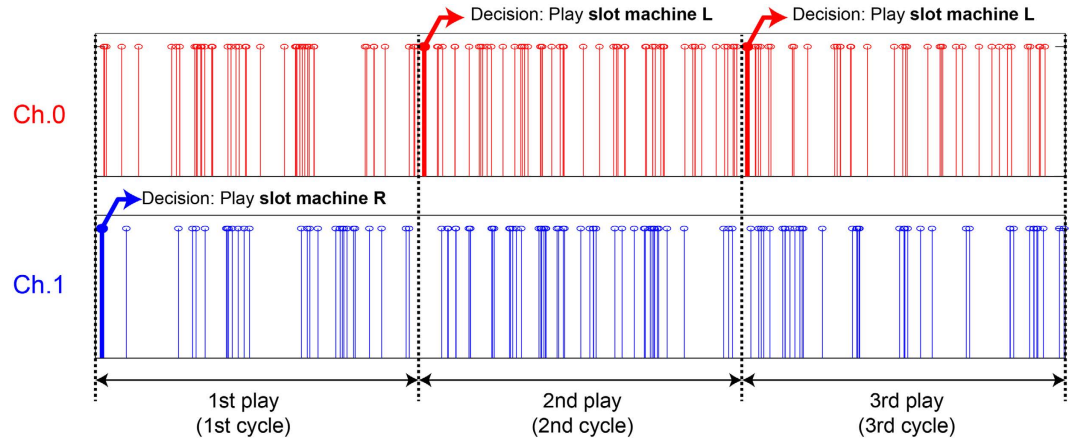 Decision: Play slot machine L
Decision: Play slot machine L
Ch.0
Decision: Play slot machine R
Ch.1
1st play
(1st cycle)
2nd play
(2nd cycle)
3rd play
(3rd cycle)